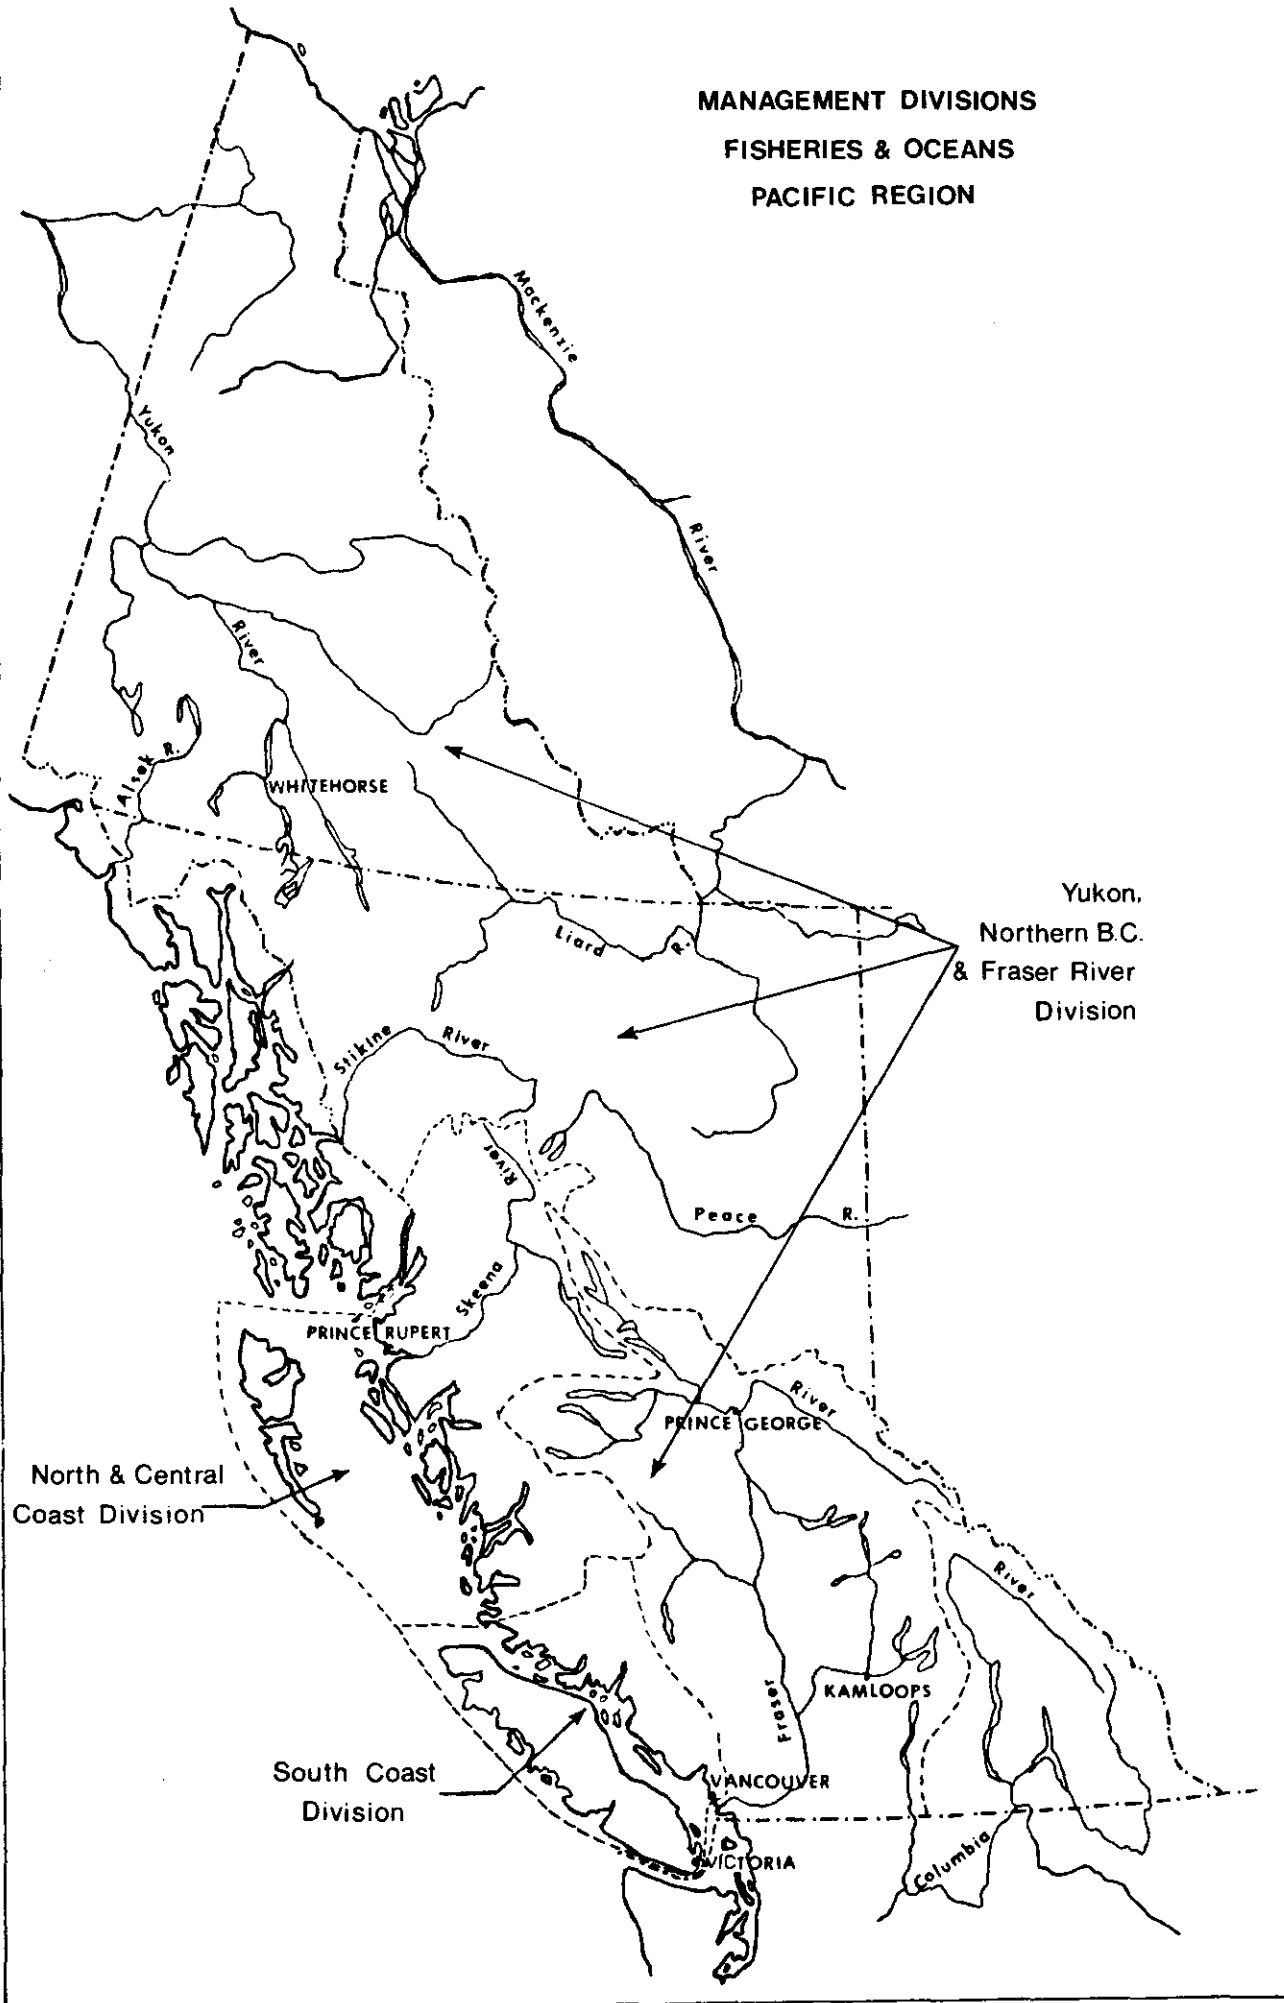 MANAGEMENT DIVISIONS
FISHERIES & OCEANS
PACIFIC REGION
Mackenzie
River
Yukon
River
Alsek R.
WHITEHORSE
Yukon,
Northern B.C.
& Fraser River
Division
Liard R.
Stikine River
River
Peace R.
Skeena
PRINCE RUPERT
River
PRINCE GEORGE
North & Central
Coast Division
River
Fraser
KAMLOOPS
South Coast
Division
VANCOUVER
Columbia
VICTORIA